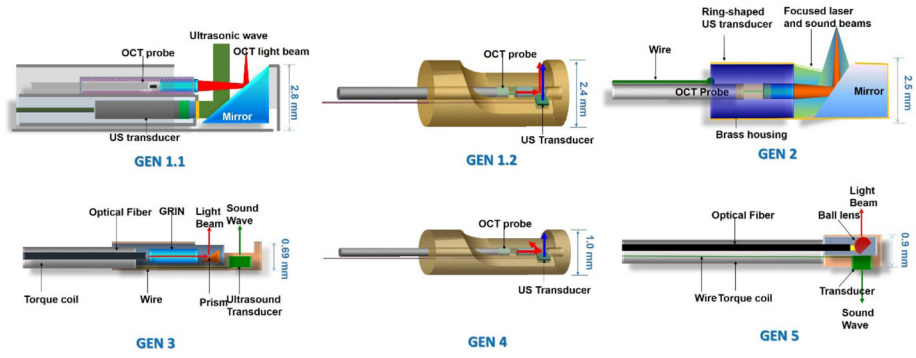 Ultrasonic wave
OCT light beam
OCT probe
Mirror
US transducer
2.8 mm
GEN 1.1
OCT probe
US Transducer
2.4 mm
GEN 1.2
Ring-shaped
US transducer
Focused laser
and sound beams
Wire
OCT Probe
Mirror
Brass housing
2.5 mm
GEN 2
Optical Fiber
GRIN
Light
Beam
Sound
Wave
0.69 mm
Torque coil
Wire
Prism
Ultrasound
Transducer
GEN 3
OCT probe
US Transducer
1.0 mm
GEN 4
Light
Beam
Optical Fiber
Ball lens
0.9 mm
Wire
Torque coil
Transducer
Sound
Wave
GEN 5